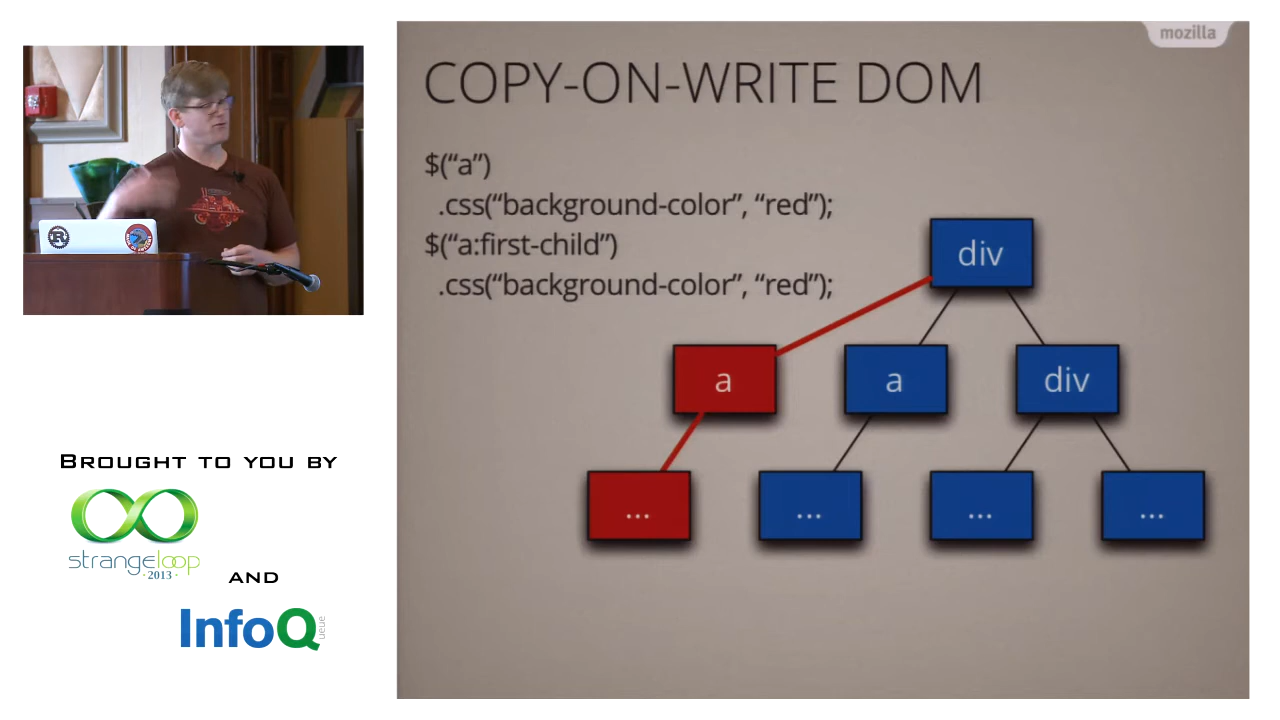 mozilla
COPY-ON-WRITE DOM
$(“a”)
.css(“background-color”, “red”);
$(“a:first-child”)
.css(“background-color”, “red”);
div
a
a
div
...
...
...
...
R
BROUGHT TO YOU BY
strangeloop
·2013·
AND
InfoQ
ueue